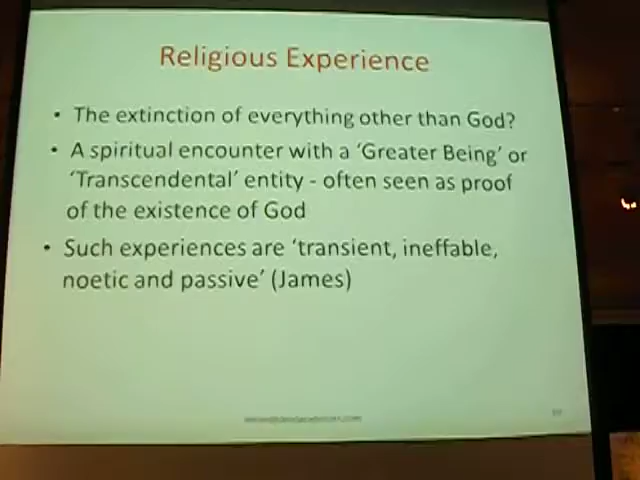 Religious Experience
• The extinction of everything other than God?
• A spiritual encounter with a 'Greater Being' or
'Transcendental' entity - often seen as proof
of the existence of God
• Such experiences are 'transient, ineffable,
noetic and passive' (James)